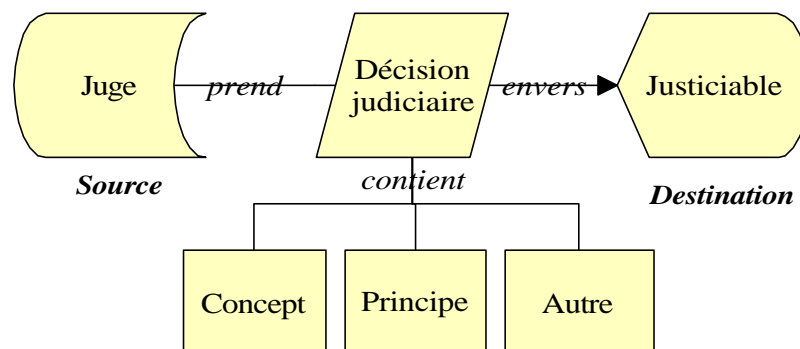 Juge
prend
Décision
judiciaire
envers
Justiciable
Source
contient
Destination
Concept
Principe
Autre